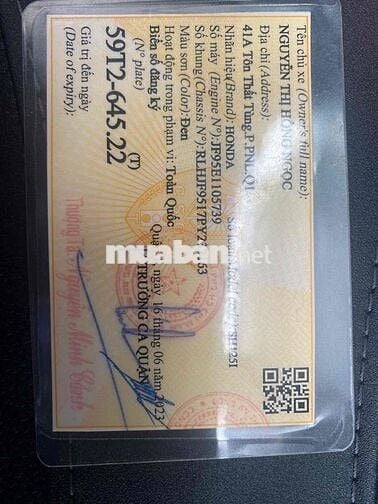 Tên chủ xe (Owner's full name):
NGUYỄN THỊ HỒNG NGỌC
Địa chỉ (Address):
41A Tôn Thất Tùng,P.PNL,Q1
Nhãn hiệu(Brand): HONDA
Số máy (Engine N°):JF95E1105739
Số khung(Chassis N°):
Màu sơn(Color):Đen
Hoạt động trong phạm vi: Toàn Quốc
16 tháng 06 năm 2023
TRƯỞNG CA QUẬN
Biển số đăng ký
(N° plate)
59T2-645.22
(T)
Giá trị đến ngày
(Date of expiry):
muaban.net